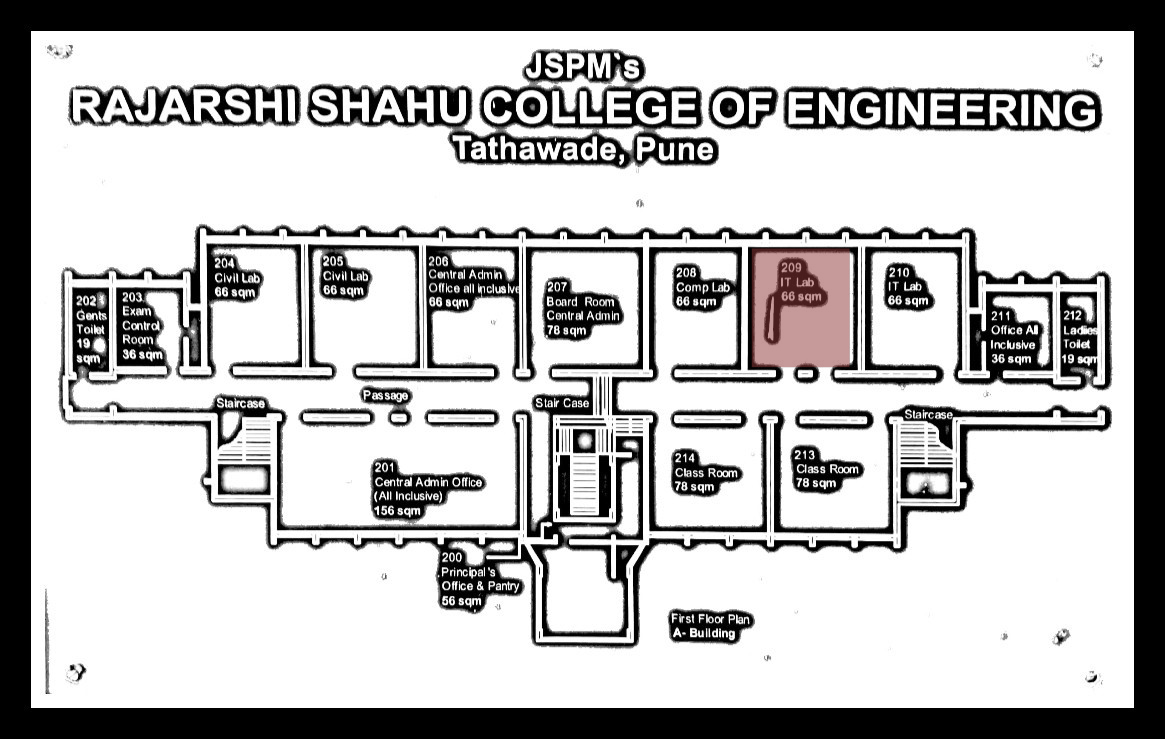 JSPM`s
RAJARSHI SHAHU COLLEGE OF ENGINEERING
Tathawade, Pune
204
Civil Lab
66 sqm
205
Civil Lab
66 sqm
206
Central Admin
Office all inclusive
66 sqm
207
Board Room
Central Admin
78 sqm
208
Comp Lab
66 sqm
209
IT Lab
66 sqm
210
IT Lab
66 sqm
202
Gents
Toilet
19
sqm
203
Exam
Control
Room
36 sqm
211
Office All
Inclusive
36 sqm
212
Ladies
Toilet
19 sqm
Staircase
Passage
Stair Case
Staircase
201
Central Admin Office
(All Inclusive)
156 sqm
214
Class Room
78 sqm
213
Class Room
78 sqm
200
Principal's
Office & Pantry
56 sqm
First Floor Plan
A- Building